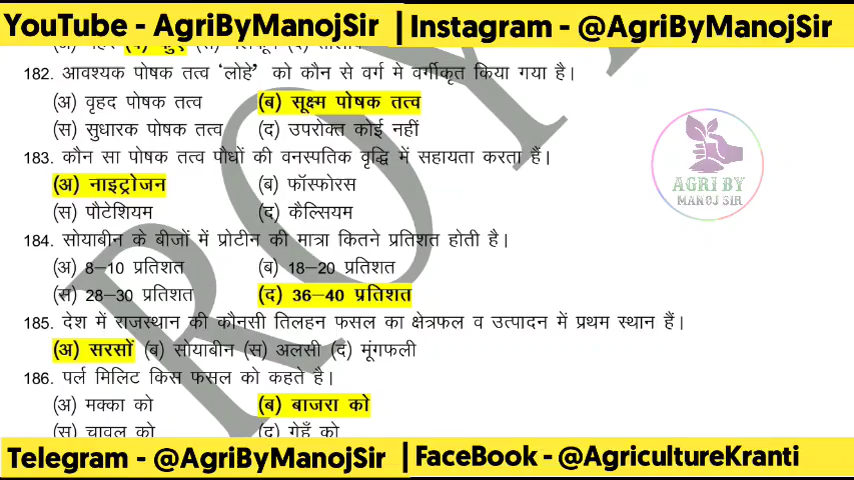 YouTube - AgriByManojSir | Instagram - @AgriByManojSir
182. आवश्यक पोषक तत्व 'लोहे' को कौन से वर्ग मे वर्गीकृत किया गया है।
(अ) वृहद पोषक तत्व (ब) सूक्ष्म पोषक तत्व
(स) सुधारक पोषक तत्व (द) उपरोक्त कोई नहीं
183. कौन सा पोषक तत्व पौधों की वनस्पतिक वृद्धि में सहायता करता हैं।
(अ) नाइट्रोजन (ब) फॉस्फोरस
(स) पौटेशियम (द) कैल्सियम
AGRI BY
MANOJ SIR
184. सोयाबीन के बीजों में प्रोटीन की मात्रा कितने प्रतिशत होती है।
(अ) 8–10 प्रतिशत (ब) 18–20 प्रतिशत
(स) 28–30 प्रतिशत (द) 36–40 प्रतिशत
185. देश में राजस्थान की कौनसी तिलहन फसल का क्षेत्रफल व उत्पादन में प्रथम स्थान हैं।
(अ) सरसों (ब) सोयाबीन (स) अलसी (द) मूंगफली
186. पर्ल मिलिट किस फसल को कहते है।
(अ) मक्का को (ब) बाजरा को
(स) चावल को (द) गेहूँ को
Telegram - @AgriByManojSir | FaceBook - @AgricultureKranti